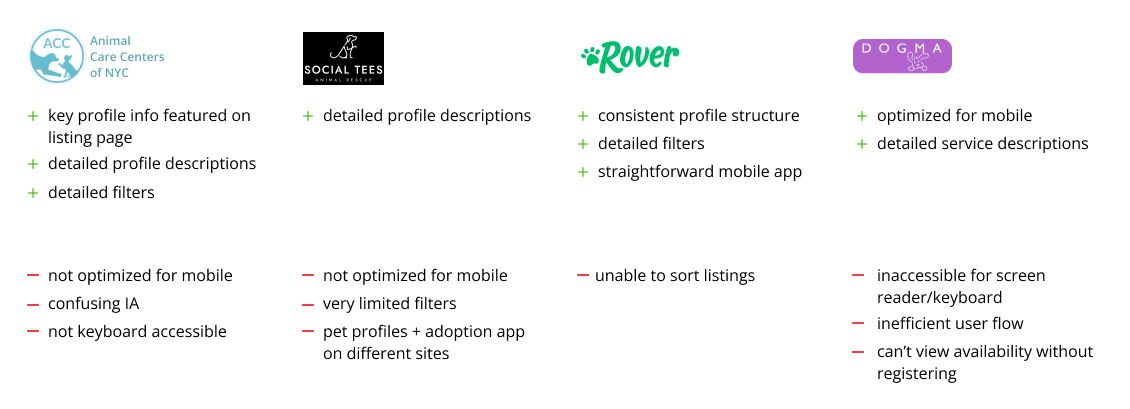 ACC
Animal
Care Centers
of NYC
+ key profile info featured on
listing page
+ detailed profile descriptions
+ detailed filters
— not optimized for mobile
— confusing IA
— not keyboard accessible
SOCIAL TEES
ANIMAL RESCUE
+ detailed profile descriptions
— not optimized for mobile
— very limited filters
— pet profiles + adoption app
on different sites
Rover
+ consistent profile structure
+ detailed filters
+ straightforward mobile app
— unable to sort listings
DOGMA
+ optimized for mobile
+ detailed service descriptions
— inaccessible for screen
reader/keyboard
— inefficient user flow
— can’t view availability without
registering